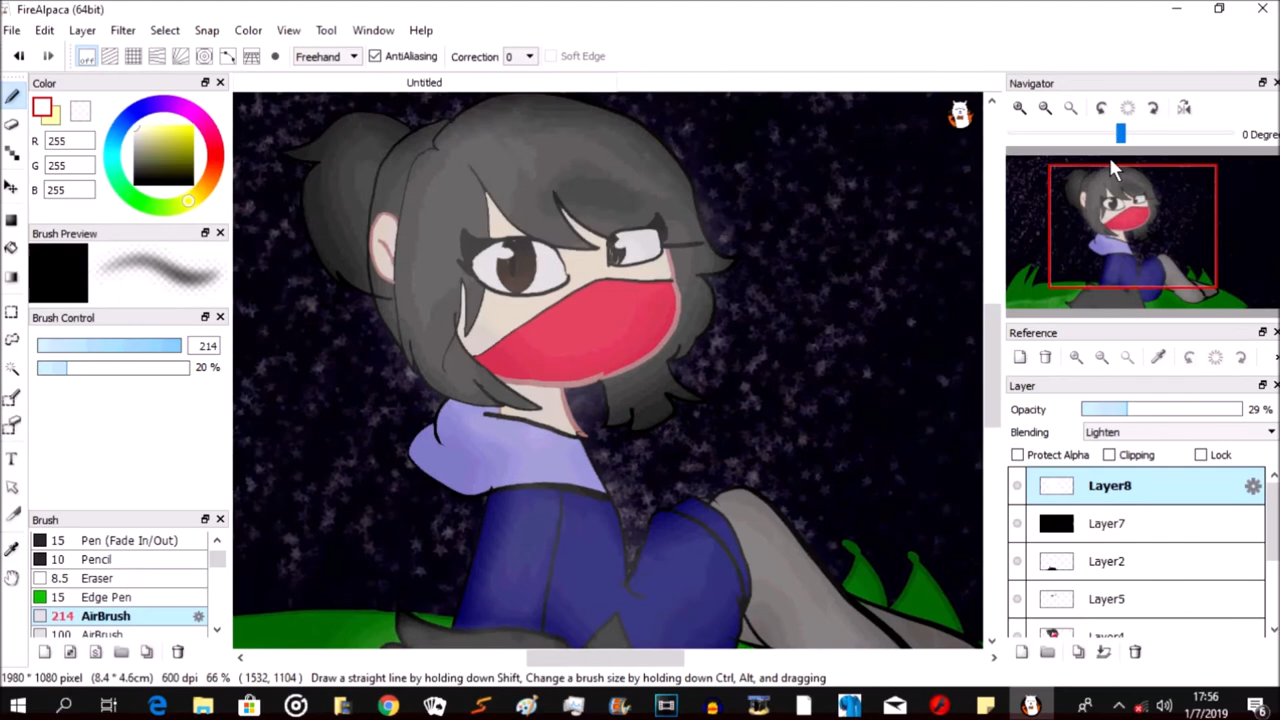 FireAlpaca (64bit)
File Edit View Layer Filter Select Snap Color View Tool Window Help
off Freehand AntiAliasing Correction 0 Soft Edge
Color
Untitled
Navigator
R 255
G 255
B 255
0 Degre
Brush Preview
Brush Control
214
20 %
Reference
Layer
Opacity 29 %
Blending Lighten
Protect Alpha Clipping Lock
Layer8
Layer7
Layer2
Layer5
Layer4
Brush
15 Pen (Fade In/Out)
10 Pencil
8.5 Eraser
15 Edge Pen
214 AirBrush
100 AirBrush
1980 * 1080 pixel (8.4 * 4.6cm) 600 dpi 66 % ( 1532, 1104 ) Draw a straight line by holding down Shift, Change a brush size by holding down Ctrl, Alt, and dragging
17:56
1/7/2019
6